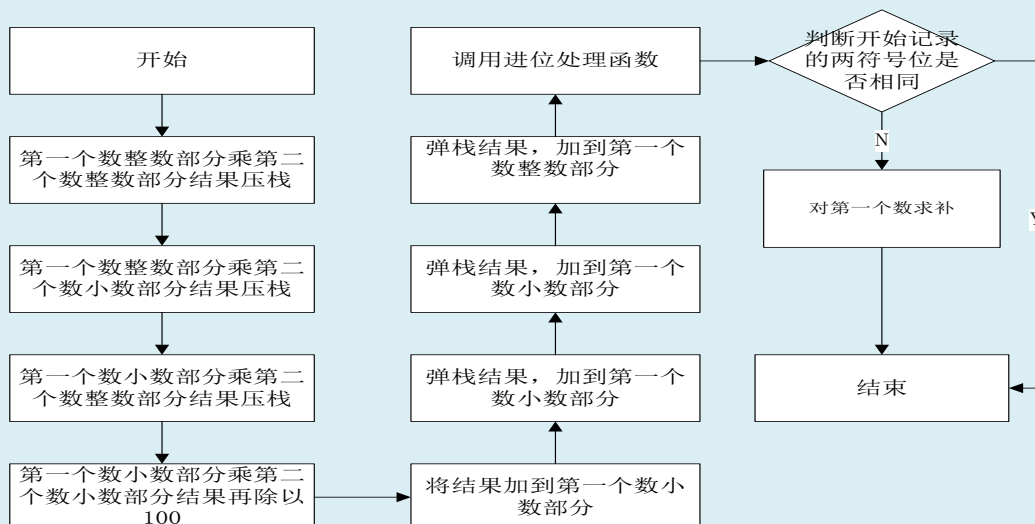 开始
第一个数整数部分乘第二
个数整数部分结果压栈
第一个数整数部分乘第二
个数小数部分结果压栈
第一个数小数部分乘第二
个数整数部分结果压栈
第一个数小数部分乘第二
个数小数部分结果再除以
100
将结果加到第一个数小
数部分
弹栈结果，加到第一个
数小数部分
弹栈结果，加到第一个
数小数部分
弹栈结果，加到第一个
数整数部分
调用进位处理函数
判断开始记录
的两符号位是
否相同
N
对第一个数求补
Y
结束